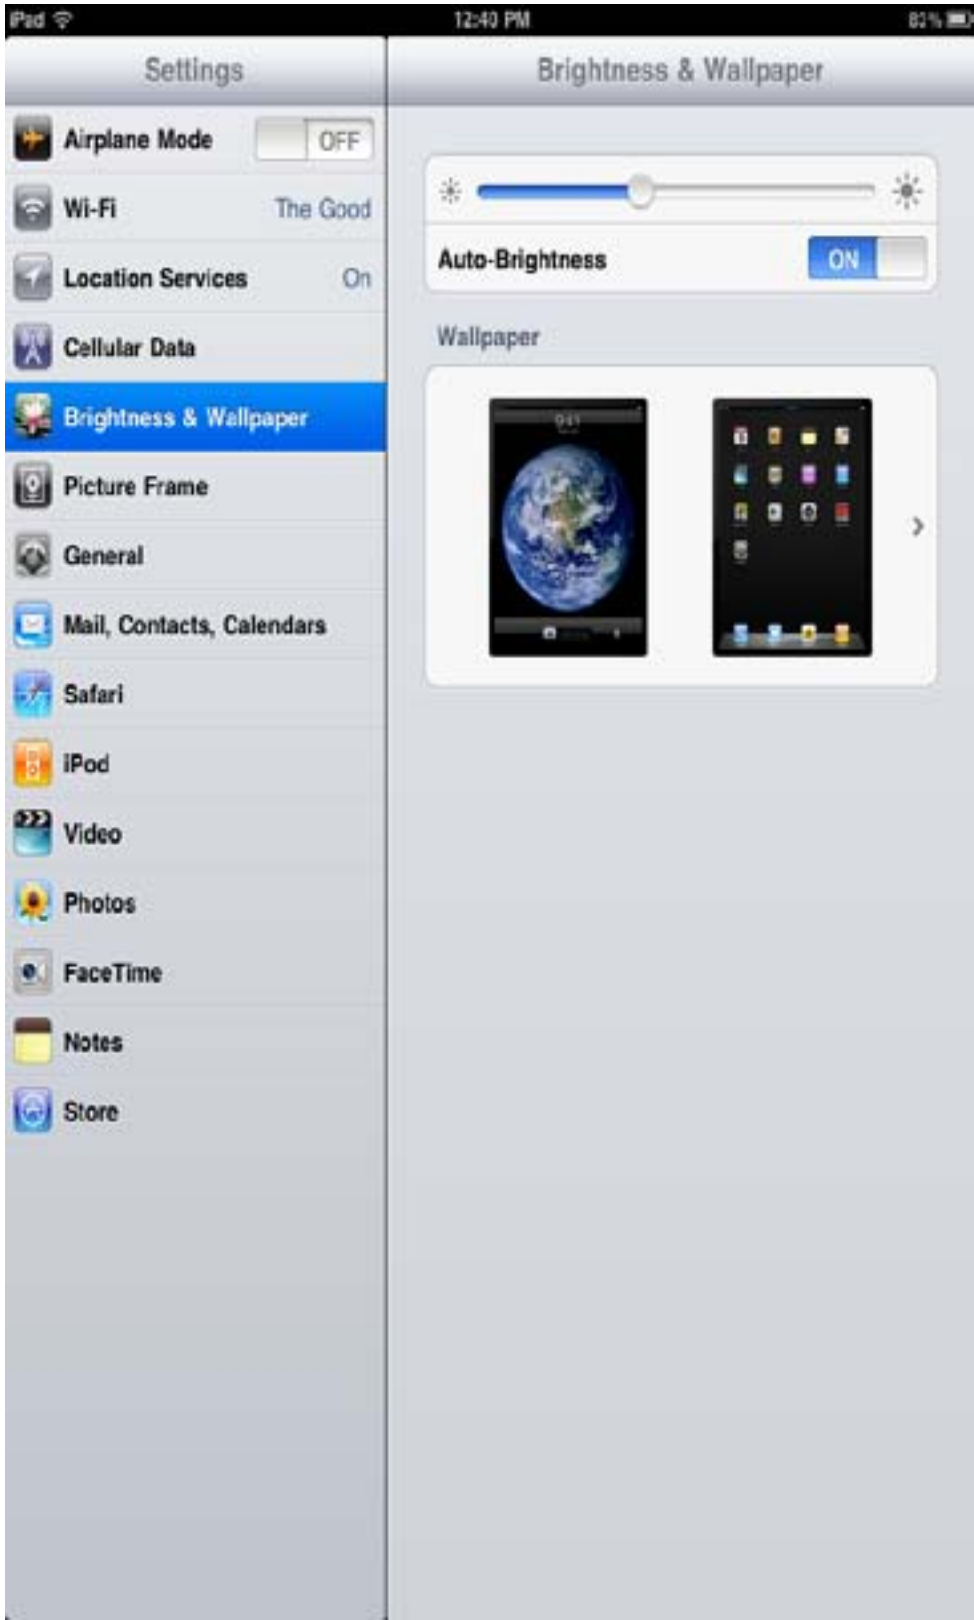 iPad
12:40 PM
Settings
Brightness & Wallpaper
Airplane Mode OFF
Wi-Fi The Good
Location Services On
Cellular Data
Brightness & Wallpaper
Picture Frame
General
Mail, Contacts, Calendars
Safari
iPod
Video
Photos
FaceTime
Notes
Store
Auto-Brightness ON
Wallpaper
9:41